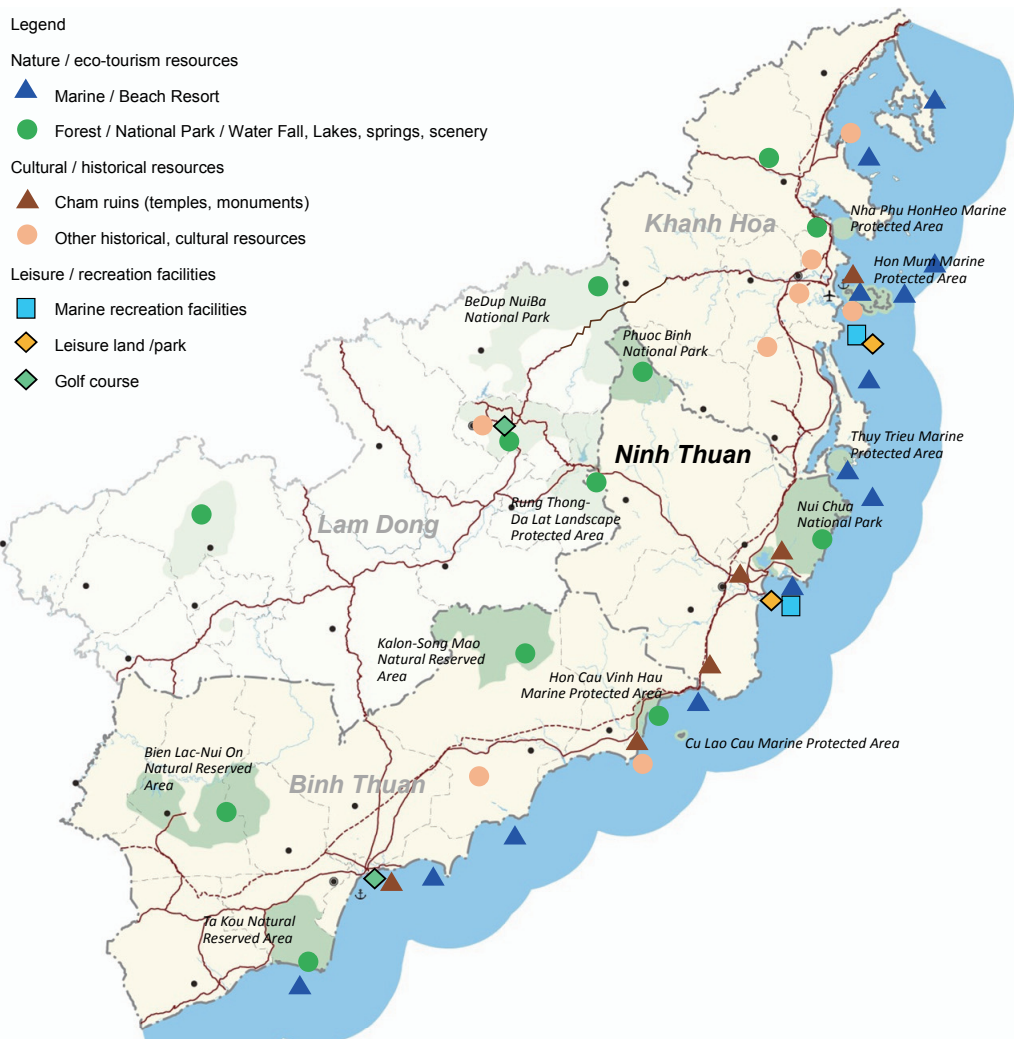 Legend
Nature / eco-tourism resources
Marine / Beach Resort
Forest / National Park / Water Fall, Lakes, springs, scenery
Cultural / historical resources
Cham ruins (temples, monuments)
Other historical, cultural resources
Leisure / recreation facilities
Marine recreation facilities
Leisure land /park
Golf course
Khanh Hoa
Nha Phu HonHeo Marine
Protected Area
Hon Mum Marine
Protected Area
BeDup NuiBa
National Park
Phuoc Binh
National Park
Ninh Thuan
Thuy Trieu Marine
Protected Area
Nui Chua
National Park
Rung Thong-
Da Lat Landscape
Protected Area
Lam Dong
Kalon-Song Mao
Natural Reserved
Area
Hon Cau Vinh Hau
Marine Protected Area
Cu Lao Cau Marine Protected Area
Bien Lac-Nui On
Natural Reserved
Area
Binh Thuan
Ta Kou Natural
Reserved Area